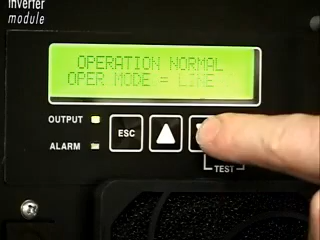 inverter
module
OPERATION NORMAL
OPER MODE = LINE
OUTPUT
ESC
ALARM
TEST